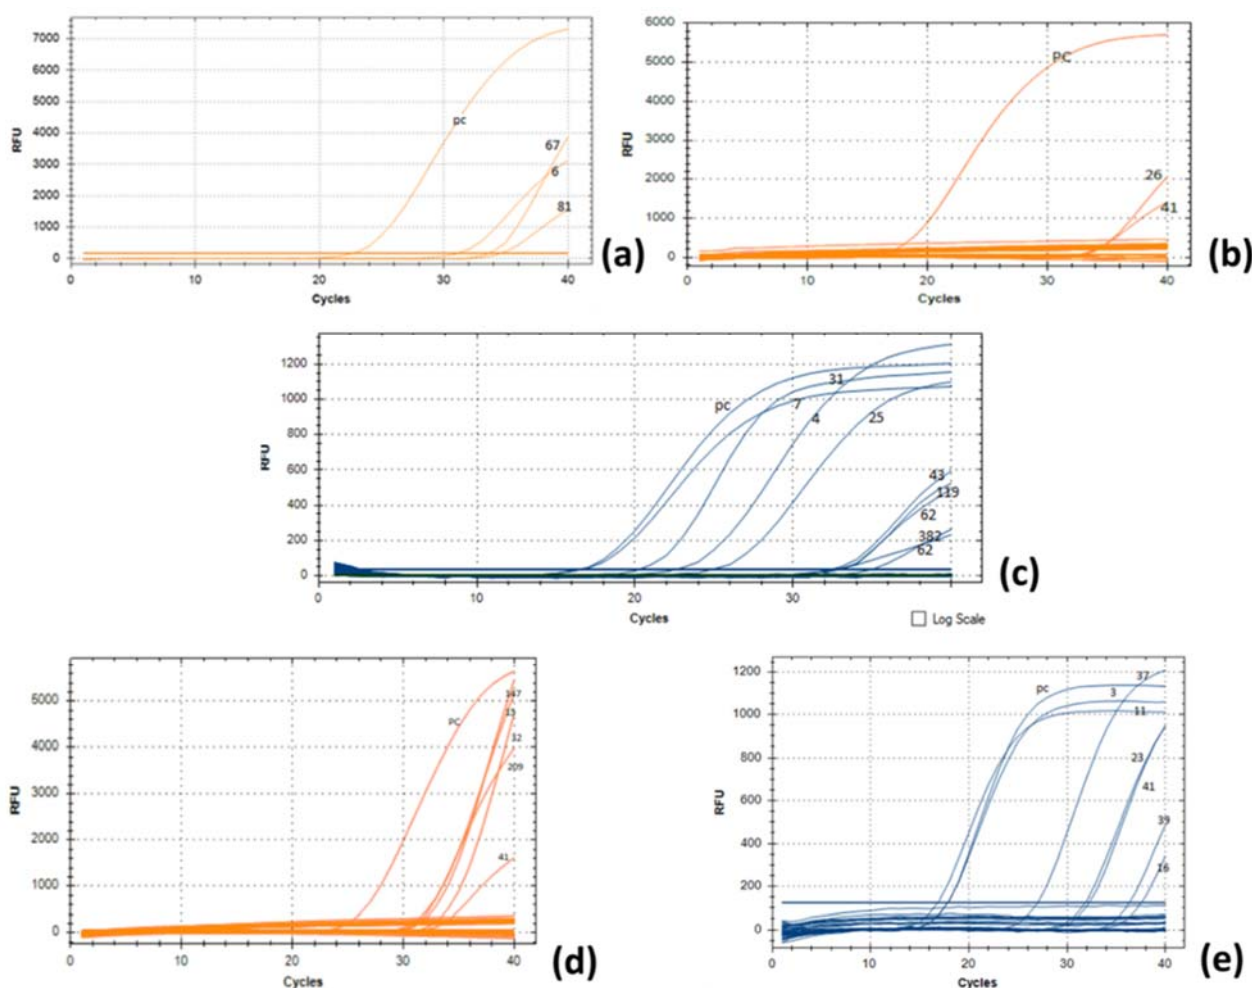 7000
6000
5000
4000
3000
2000
1000
0
RFU
pc
67
6
81
0 10 20 30 40
Cycles
(a)
6000
5000
4000
3000
2000
1000
0
RFU
PC
26
41
0 10 20 30 40
Cycles
(b)
1200
1000
800
600
400
200
0
RFU
pc
31
7
4
25
43
119
62
382
62
0 10 20 30
Cycles
Log Scale
(c)
5000
4000
3000
2000
1000
0
RFU
PC
147
13
12
209
41
0 10 20 30 40
Cycles
(d)
1200
1000
800
600
400
200
0
RFU
pc
37
3
11
23
41
39
16
0 10 20 30 40
Cycles
(e)